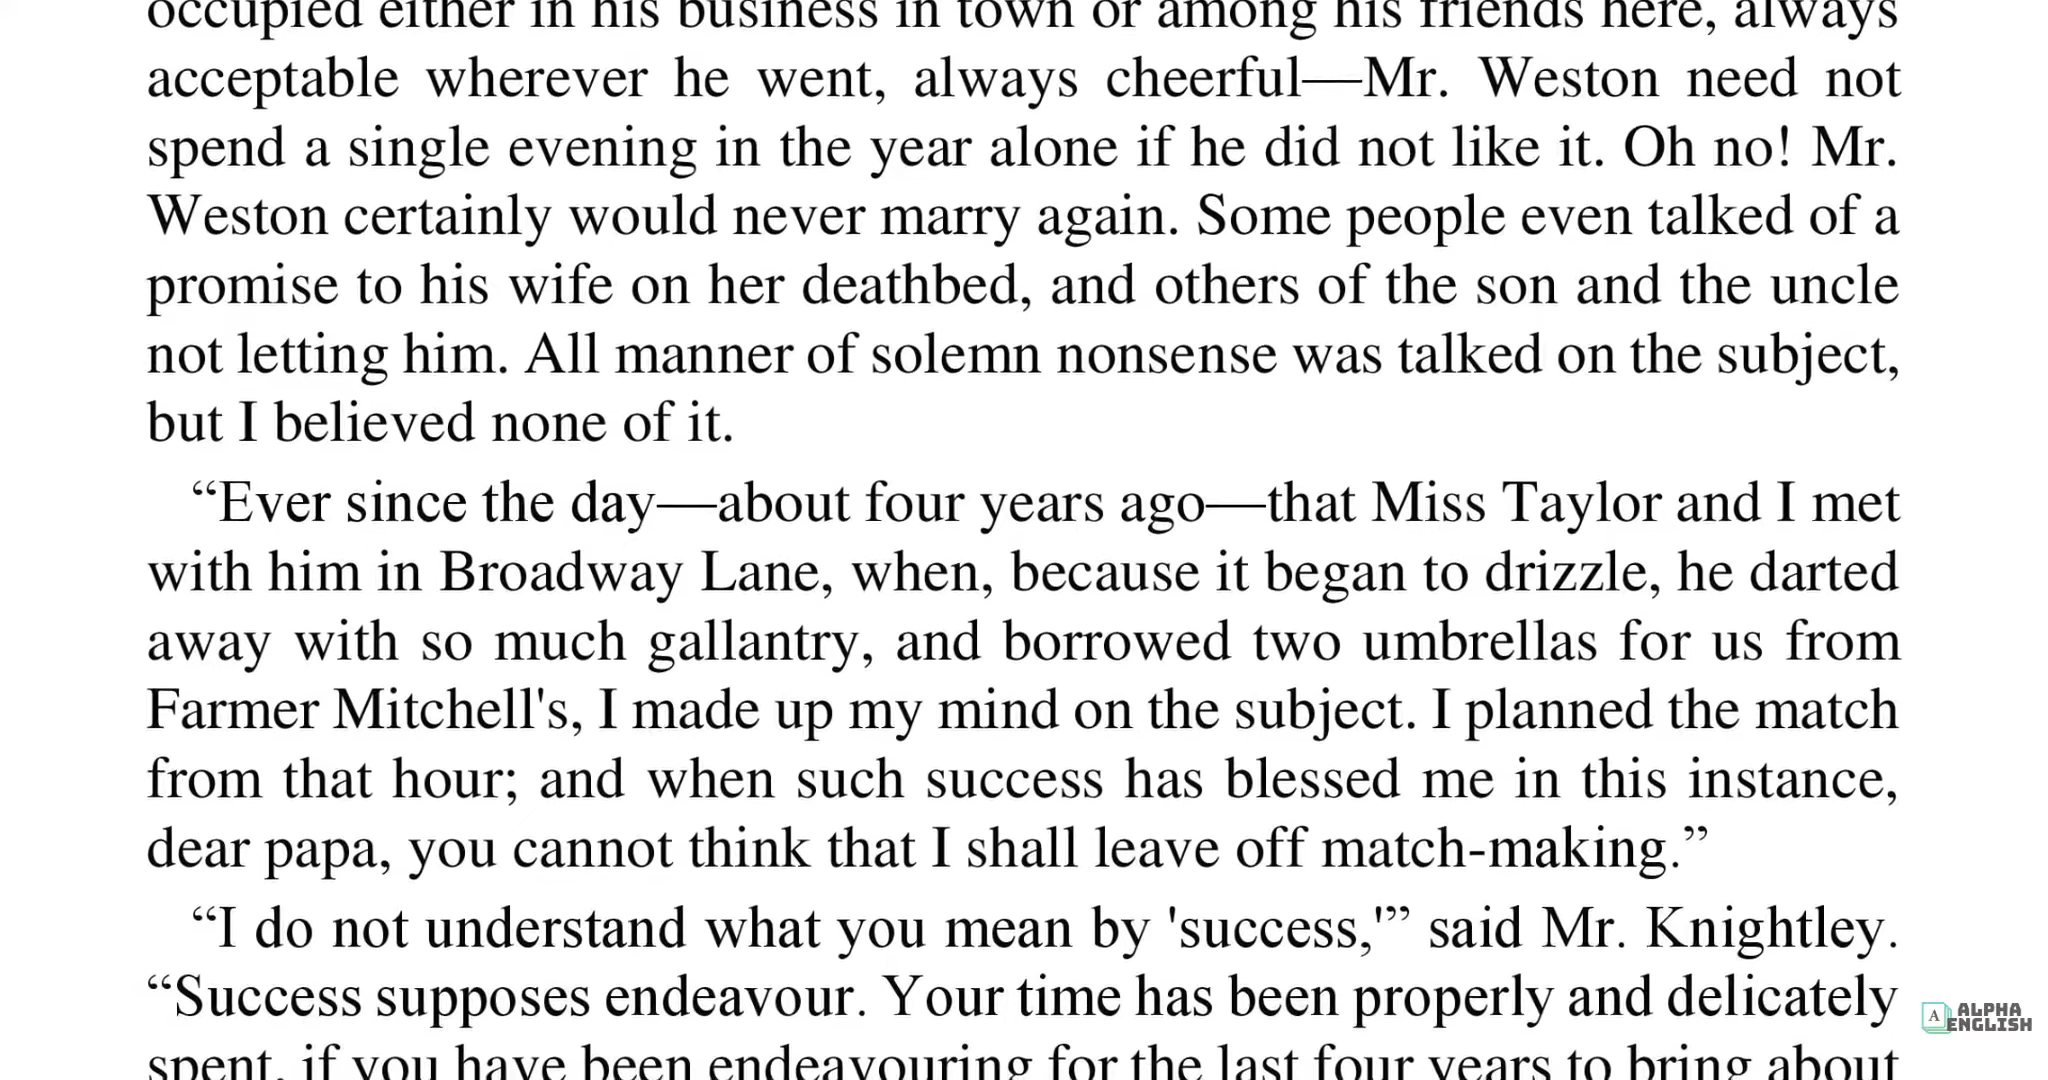 occupied either in his business in town or among his friends here, always
acceptable wherever he went, always cheerful—Mr. Weston need not
spend a single evening in the year alone if he did not like it. Oh no! Mr.
Weston certainly would never marry again. Some people even talked of a
promise to his wife on her deathbed, and others of the son and the uncle
not letting him. All manner of solemn nonsense was talked on the subject,
but I believed none of it.
“Ever since the day—about four years ago—that Miss Taylor and I met
with him in Broadway Lane, when, because it began to drizzle, he darted
away with so much gallantry, and borrowed two umbrellas for us from
Farmer Mitchell's, I made up my mind on the subject. I planned the match
from that hour; and when such success has blessed me in this instance,
dear papa, you cannot think that I shall leave off match-making.”
“I do not understand what you mean by 'success,'” said Mr. Knightley.
“Success supposes endeavour. Your time has been properly and delicately
spent, if you have been endeavouring for the last four years to bring about
A ALPHA
ENGLISH